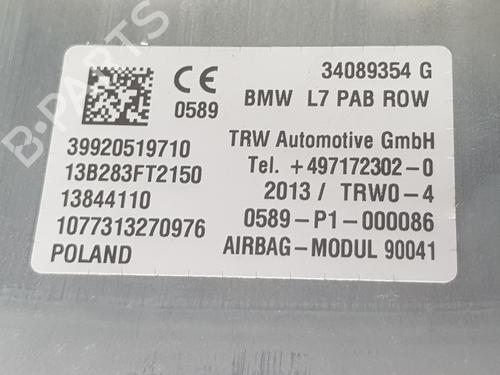 34089354 G
CE
0589
BMW L7 PAB ROW
39920519710
TRW Automotive GmbH
13B283FT2150
Tel. +497172302-0
13844110
2013 / TRWO-4
1077313270976
0589-P1-000086
POLAND
AIRBAG-MODUL 90041
B-PARTS